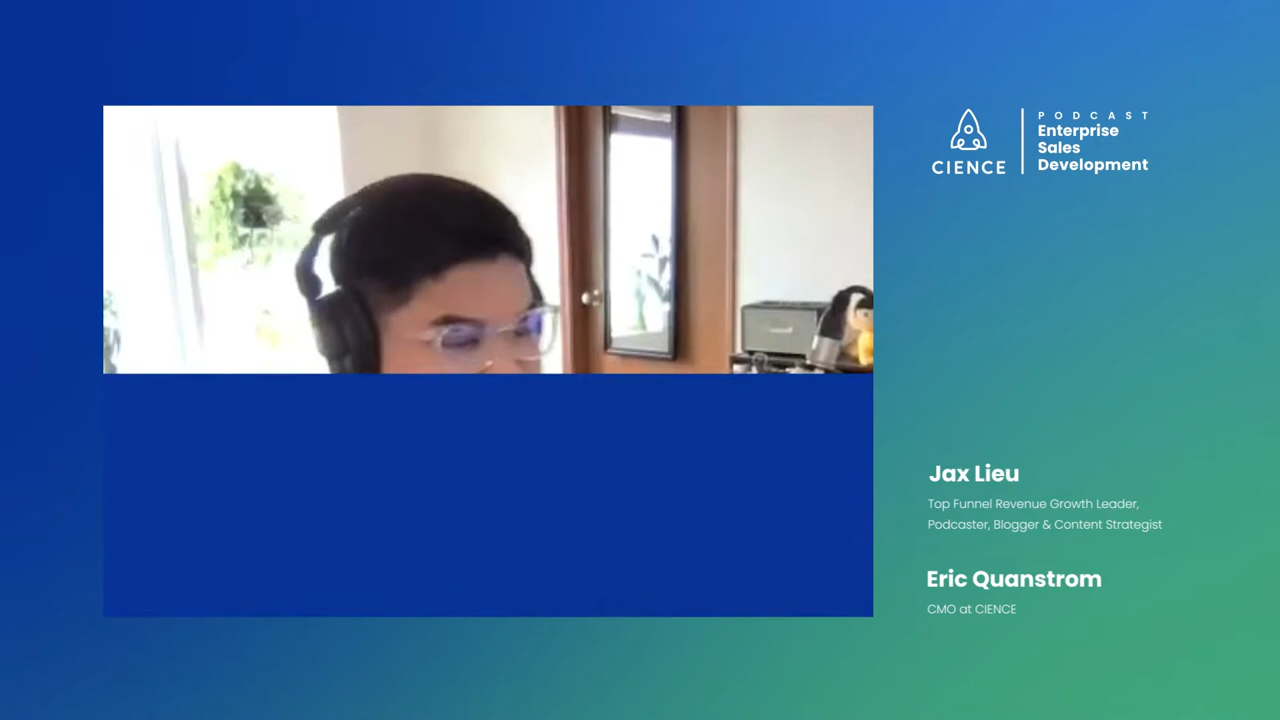 CIENCE
PODCAST
Enterprise
Sales
Development
Jax Lieu
Top Funnel Revenue Growth Leader,
Podcaster, Blogger & Content Strategist
Eric Quanstrom
CMO at CIENCE